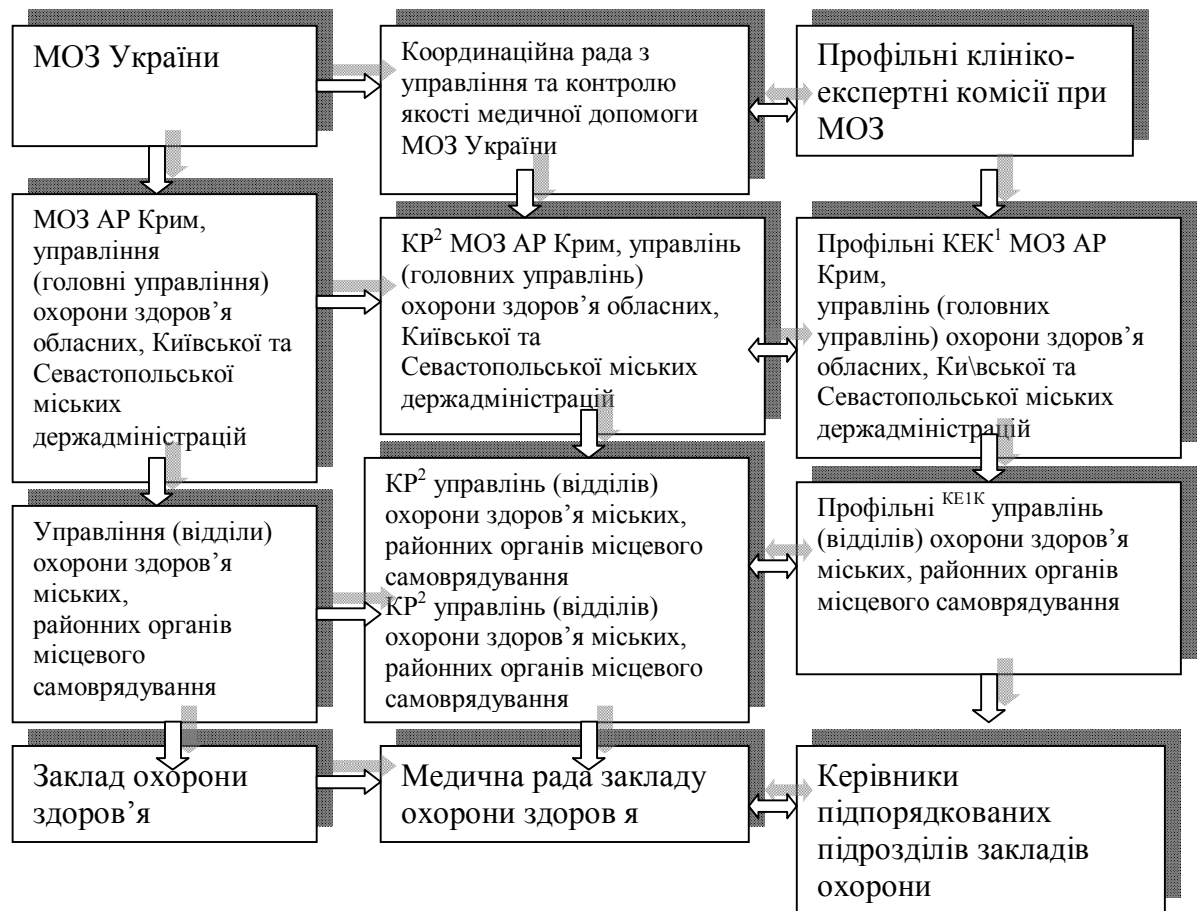 МОЗ України
Координаційна рада з
управління та контролю
якості медичної допомоги
МОЗ України
Профільні клініко-
експертні комісії при
МОЗ
МОЗ АР Крим,
управління
(головні управління)
охорони здоров’я
обласних, Київської та
Севастопольської
міських
держадміністрацій
КР² МОЗ АР Крим, управлінь
(головних управлінь)
охорони здоров’я обласних,
Київської та
Севастопольської міських
держадміністрацій
Профільні КЕК¹ МОЗ АР
Крим,
управлінь (головних
управлінь) охорони здоров’я
обласних, Ки\вської та
Севастопольської міських
держадміністрацій
Управління (відділи)
охорони здоров’я
міських,
районних органів
місцевого
самоврядування
КР² управлінь (відділів)
охорони здоров’я міських,
районних органів місцевого
самоврядування
КР² управлінь (відділів)
охорони здоров’я міських,
районних органів місцевого
самоврядування
Профільні КЕ1К управлінь
(відділів) охорони здоров’я
міських, районних органів
місцевого самоврядування
Заклад охорони
здоров’я
Медична рада закладу
охорони здоров я
Керівники
підпорядкованих
підрозділів закладів
охорони